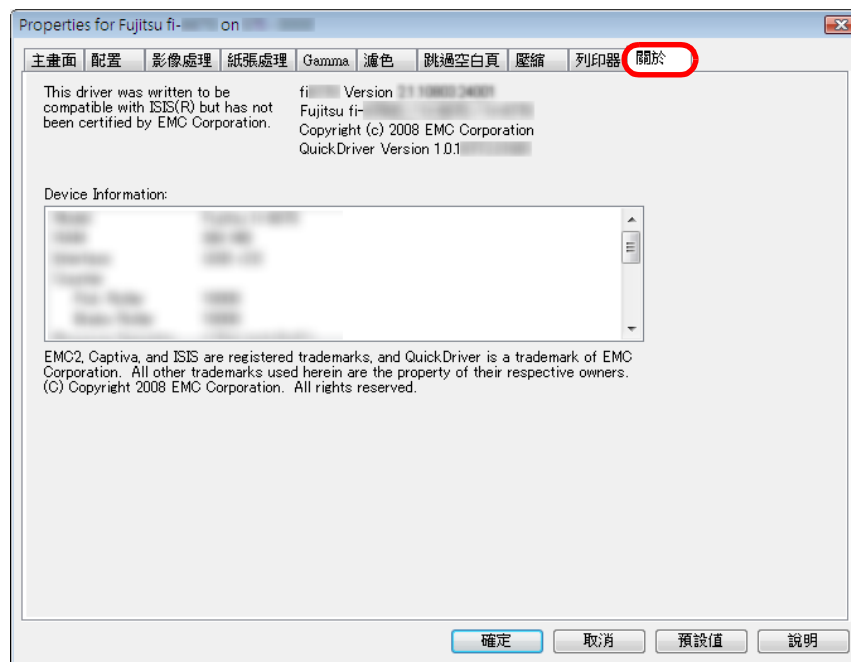 Properties for Fujitsu fi- on
主畫面 配置 影像處理 紙張處理 Gamma 濾色 跳過空白頁 壓縮 列印器 關於
This driver was written to be
compatible with ISIS(R) but has not
been certified by EMC Corporation.
fi Version
Fujitsu fi-
Copyright (c) 2008 EMC Corporation
QuickDriver Version 1.0.1
Device Information:
EMC2, Captiva, and ISIS are registered trademarks, and QuickDriver is a trademark of EMC
Corporation. All other trademarks used herein are the property of their respective owners.
(C) Copyright 2008 EMC Corporation. All rights reserved.
確定 取消 預設值 說明